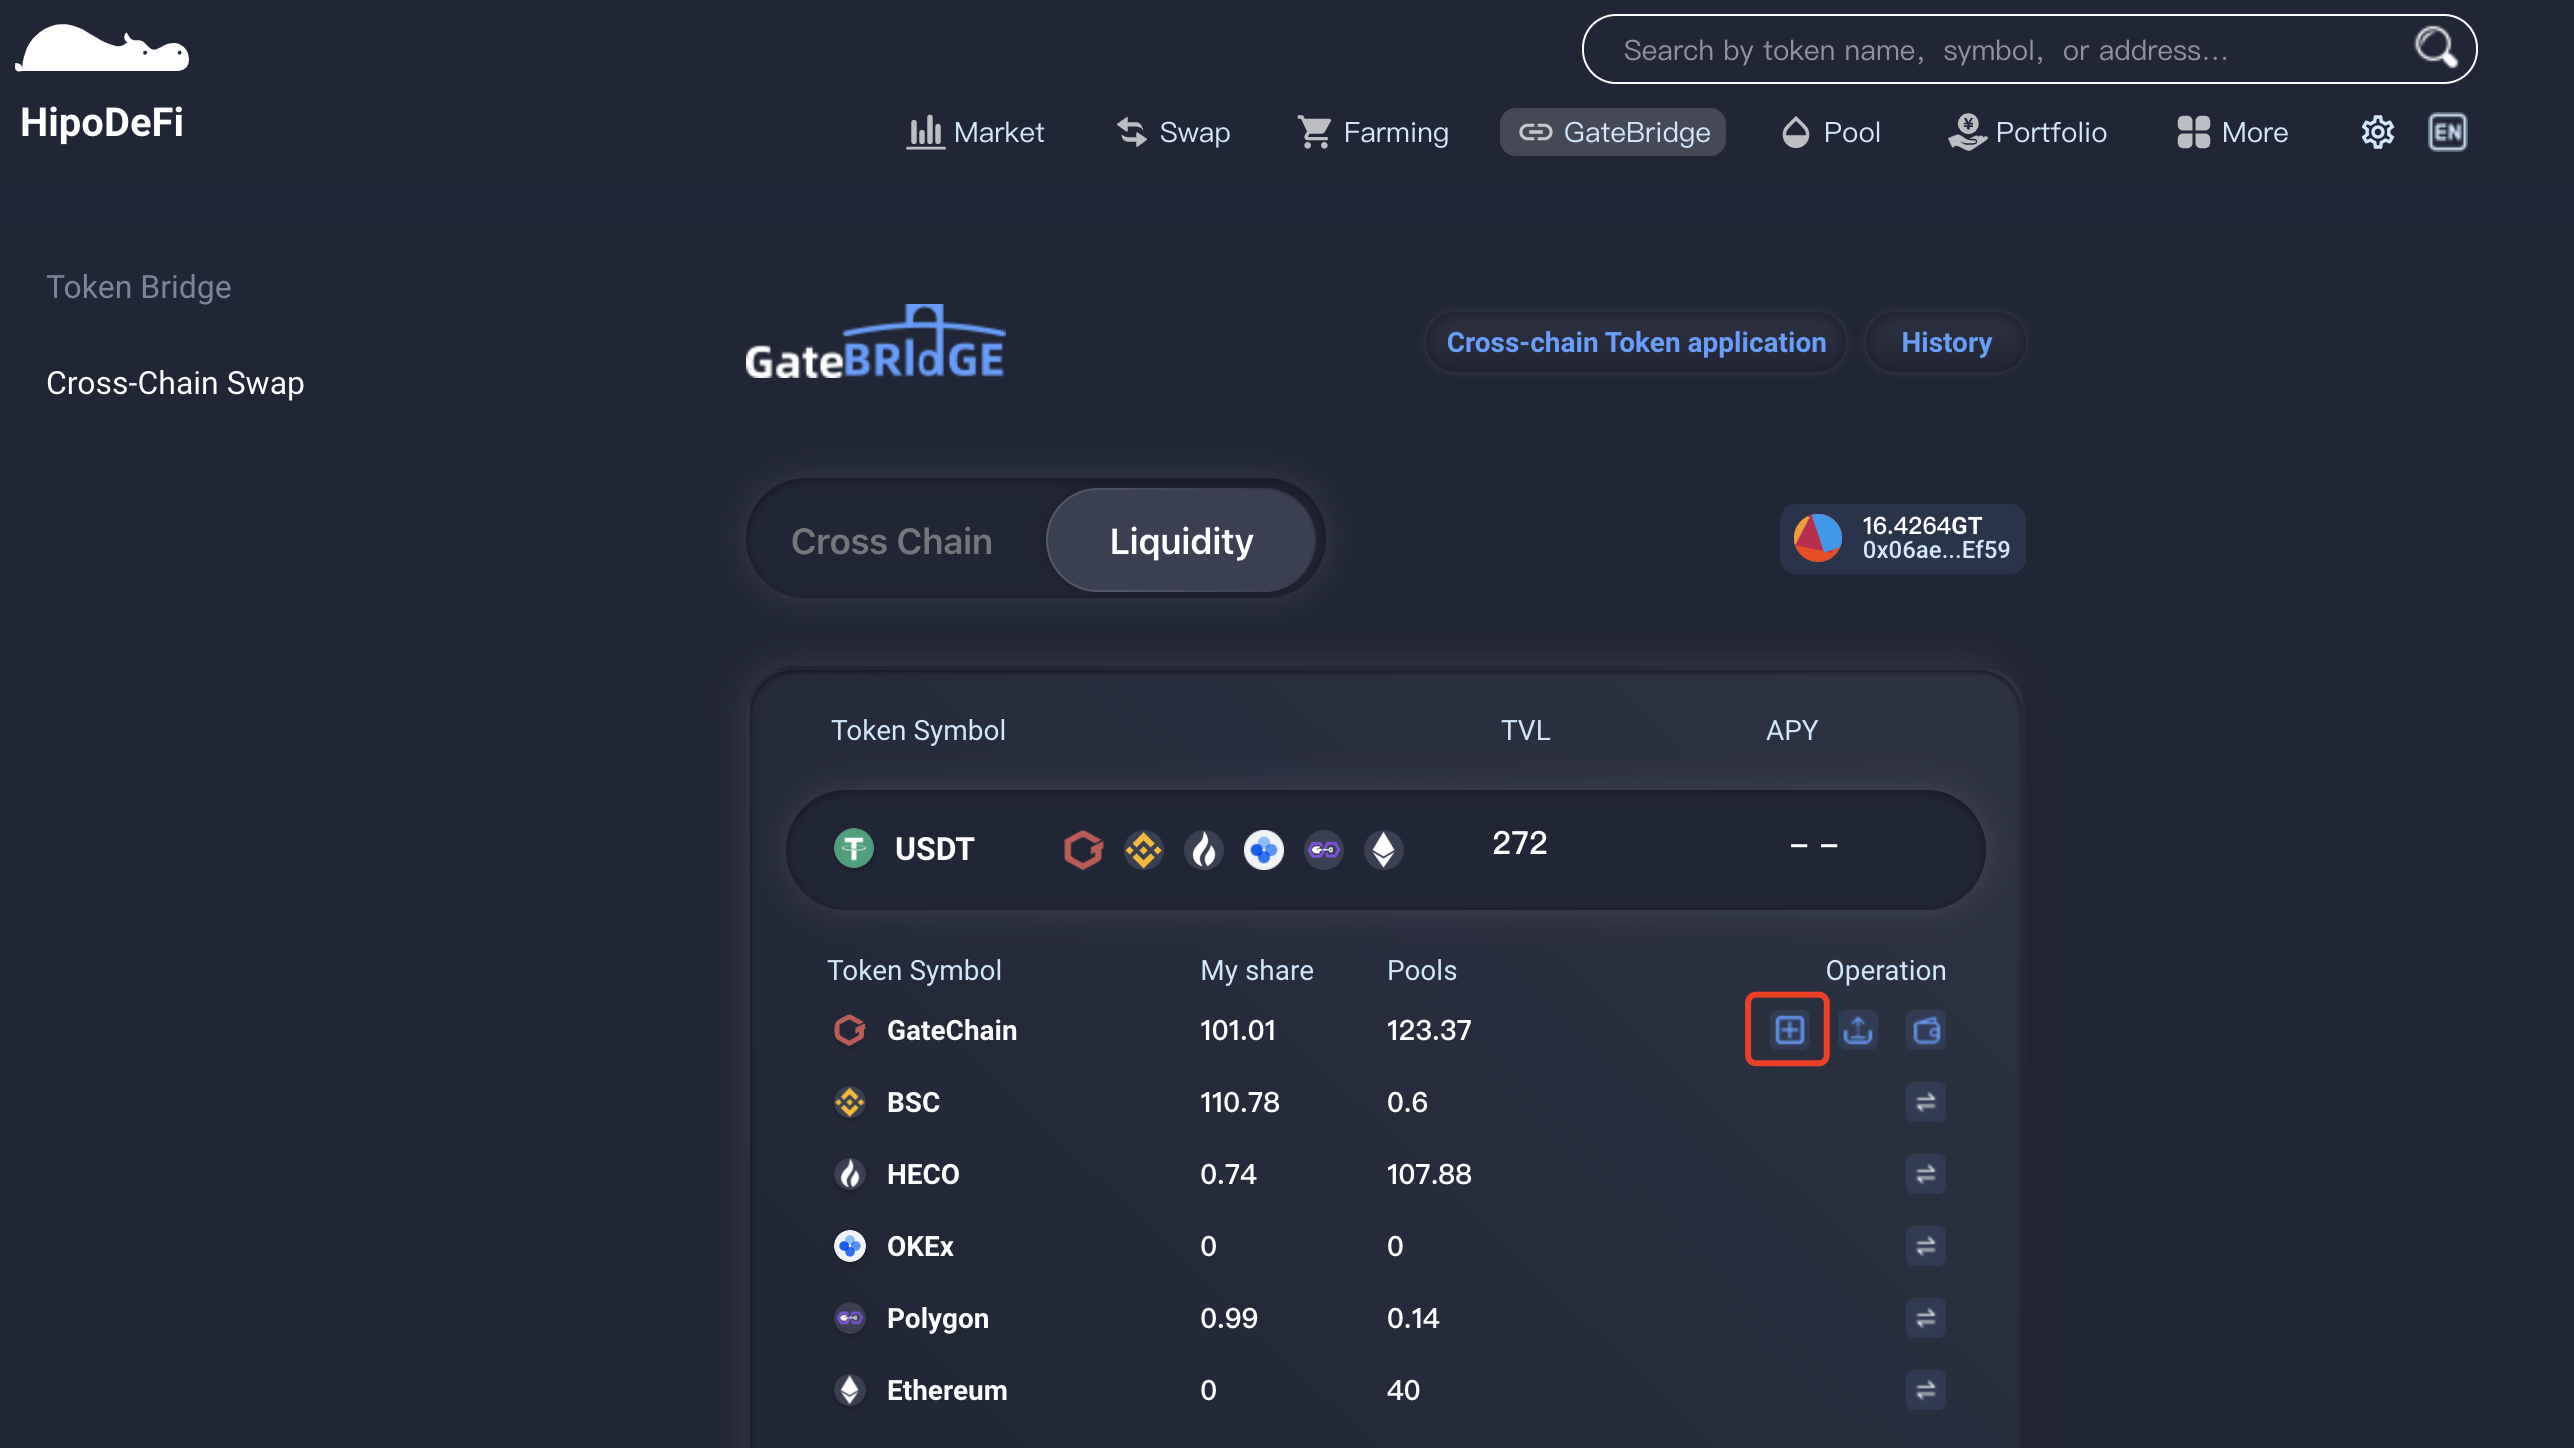 HipoDeFi
Search by token name, symbol, or address...
Market
Swap
Farming
GateBridge
Pool
¥
Portfolio
More
EN
Token Bridge
Cross-Chain Swap
GateBRIdGE
Cross-chain Token application
History
Cross Chain
Liquidity
16.4264GT
0x06ae...Ef59
Token Symbol TVL APY
USDT 272 – –
Token Symbol My share Pools Operation
GateChain 101.01 123.37
BSC 110.78 0.6
HECO 0.74 107.88
OKEx 0 0
Polygon 0.99 0.14
Ethereum 0 40